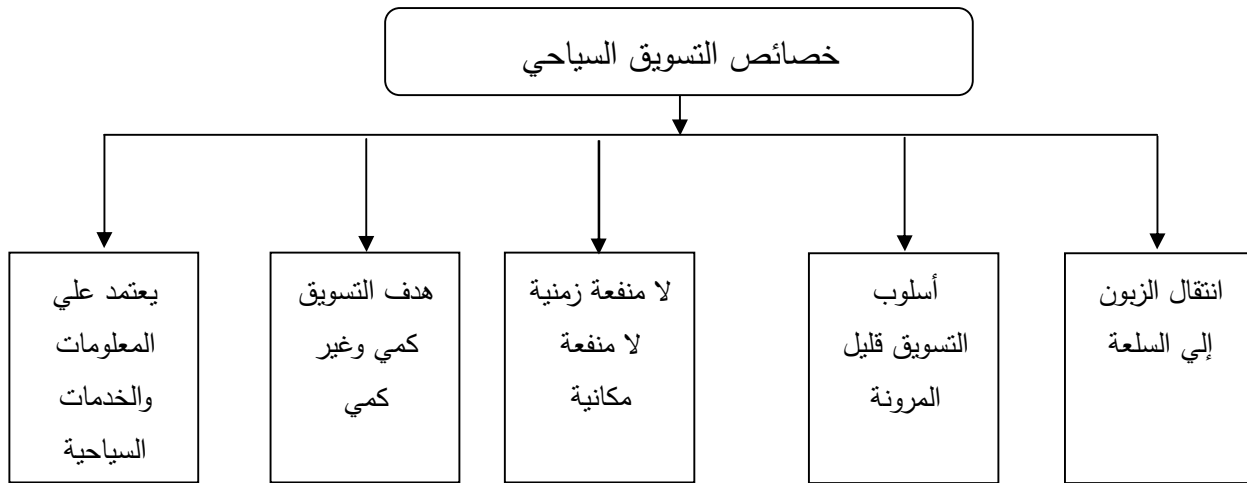 خصائص التسويق السياحي
انتقال الزبون
إلي السلعة
أسلوب
التسويق قليل
المرونة
لا منفعة زمنية
لا منفعة
مكانية
هدف التسويق
كمي وغير
كمي
يعتمد علي
المعلومات
والخدمات
السياحية